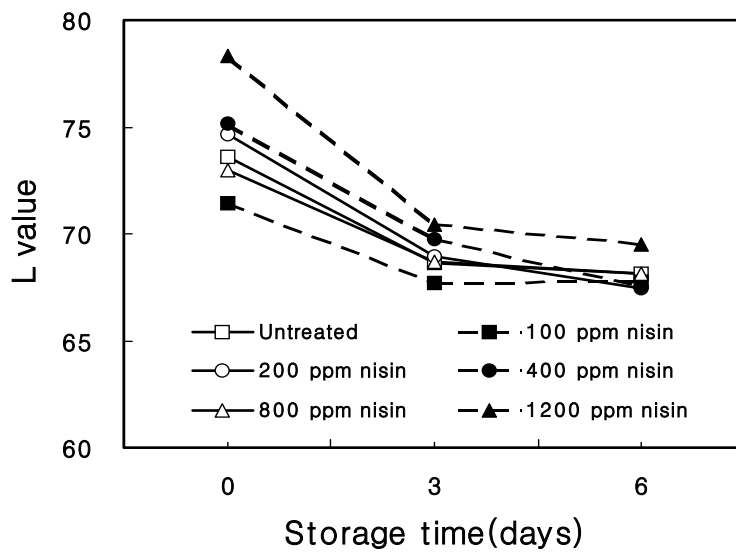 80
75
70
65
60
L value
Untreated
100 ppm nisin
200 ppm nisin
400 ppm nisin
800 ppm nisin
1200 ppm nisin
0 3 6
Storage time(days)